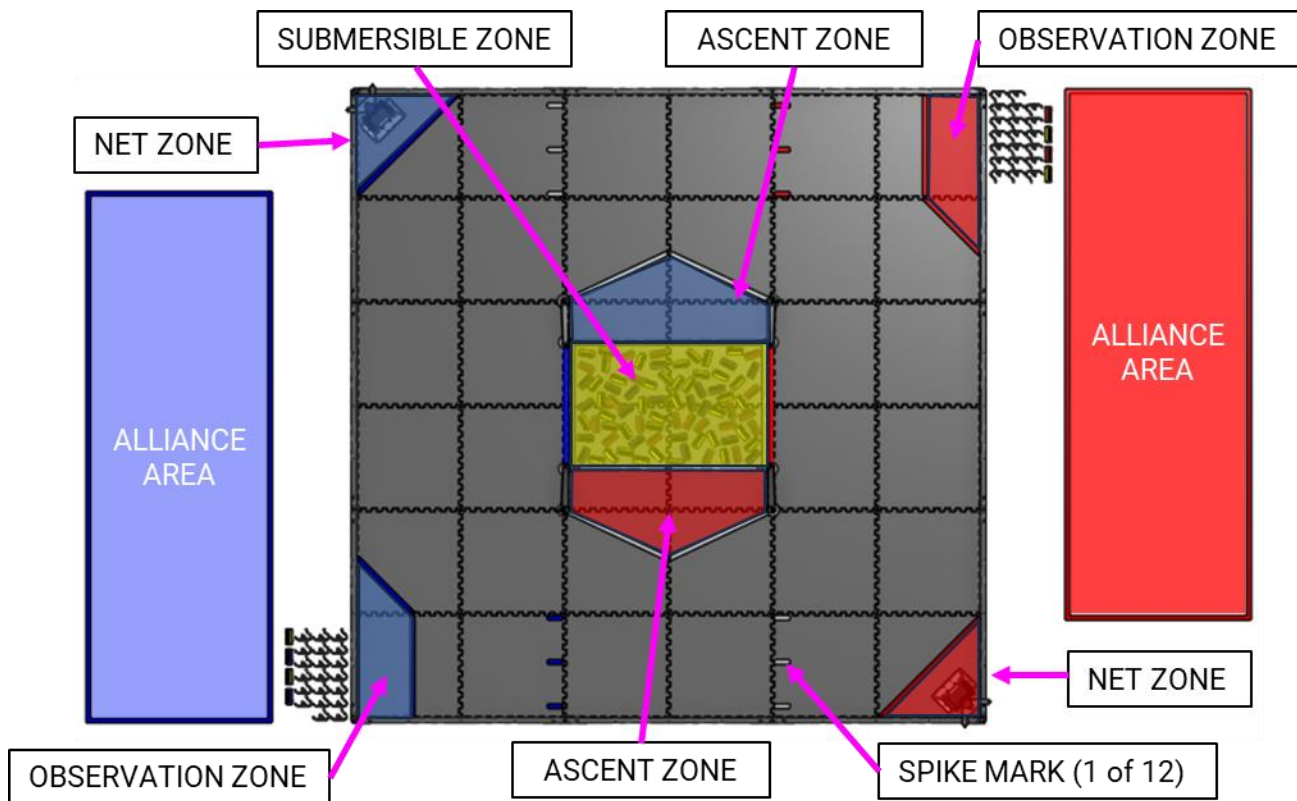 SUBMERSIBLE ZONE
ASCENT ZONE
OBSERVATION ZONE
NET ZONE
ALLIANCE
AREA
ALLIANCE
AREA
NET ZONE
OBSERVATION ZONE
ASCENT ZONE
SPIKE MARK (1 of 12)